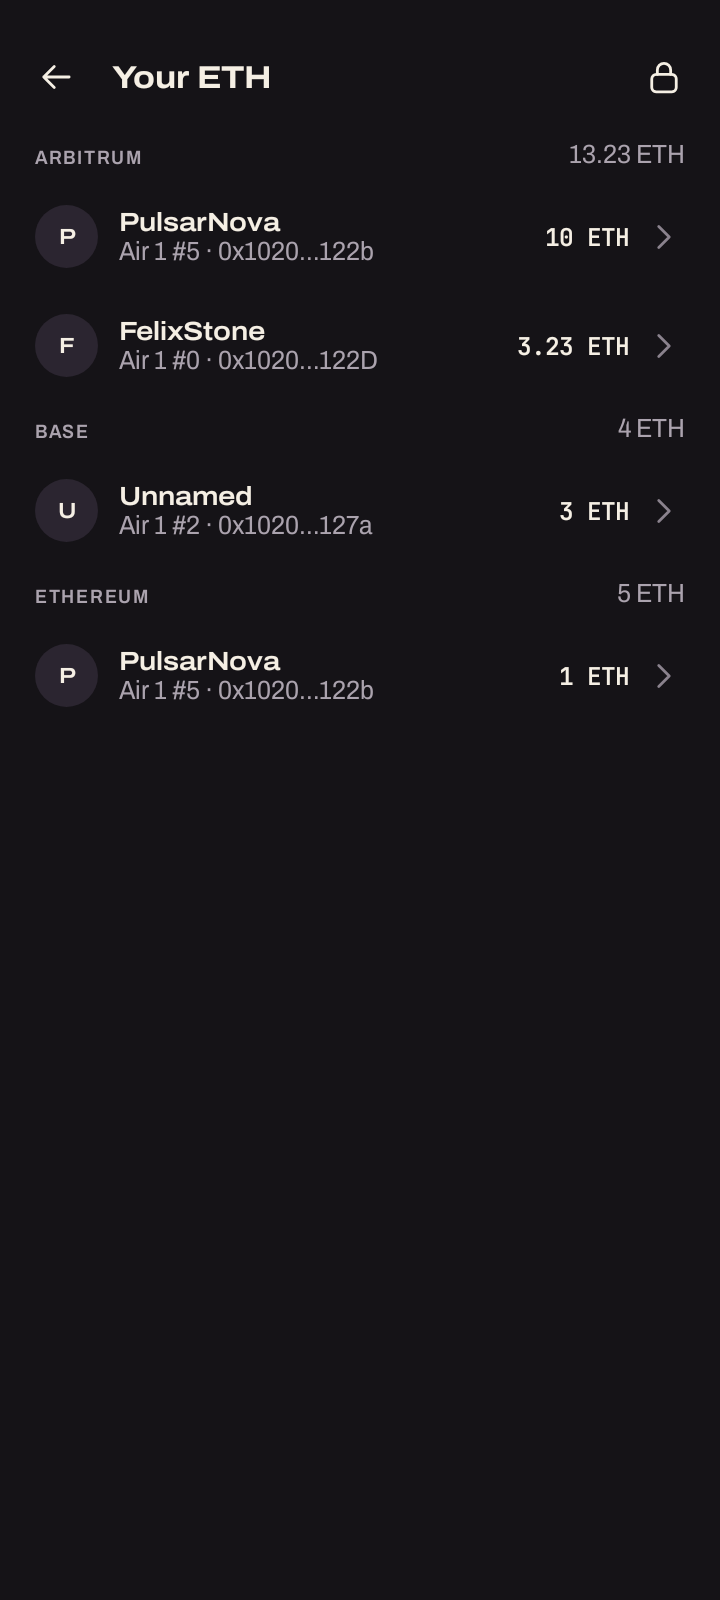 Your ETH
ARBITRUM 13.23 ETH
P PulsarNova
Air 1 #5 · 0x1020...122b 10 ETH
F FelixStone
Air 1 #0 · 0x1020...122D 3.23 ETH
BASE 4 ETH
U Unnamed
Air 1 #2 · 0x1020...127a 3 ETH
ETHEREUM 5 ETH
P PulsarNova
Air 1 #5 · 0x1020...122b 1 ETH